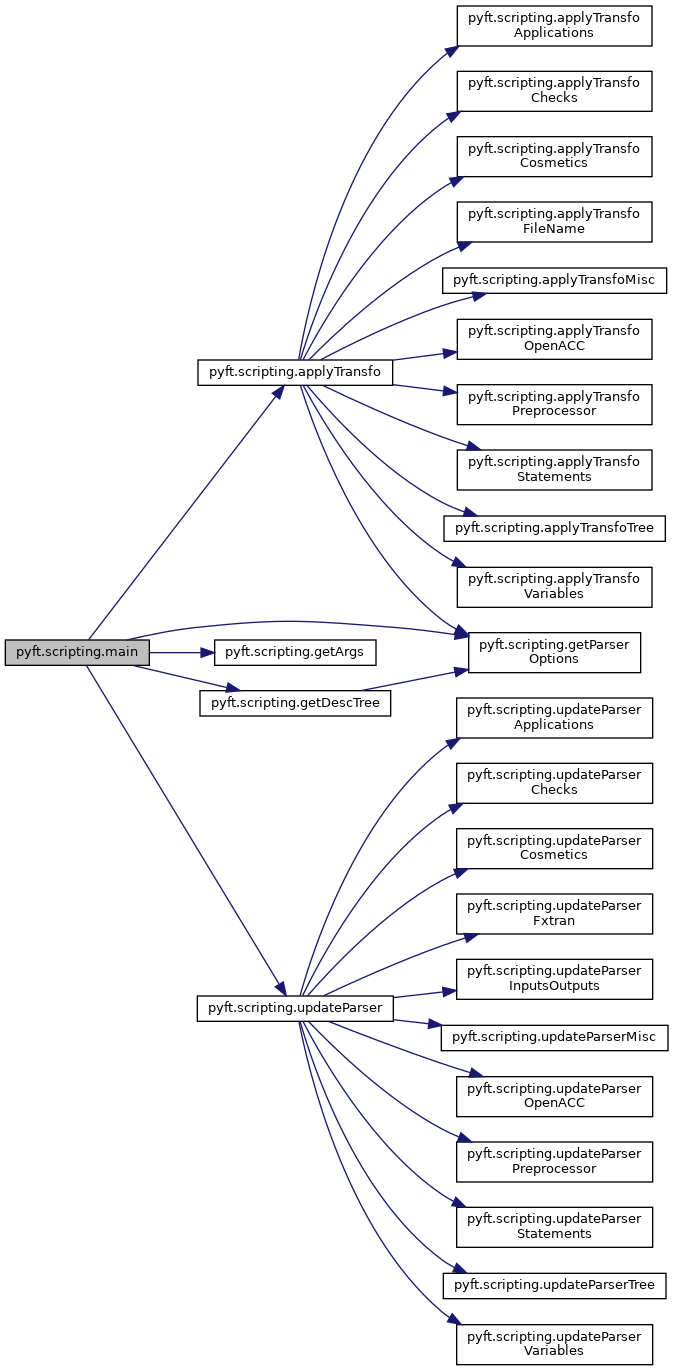 pyft.scripting.applyTransfo
Applications
pyft.scripting.applyTransfo
Checks
pyft.scripting.applyTransfo
Cosmetics
pyft.scripting.applyTransfo
FileName
pyft.scripting.applyTransfoMisc
pyft.scripting.applyTransfo
OpenACC
pyft.scripting.applyTransfo
pyft.scripting.applyTransfo
Preprocessor
pyft.scripting.applyTransfo
Statements
pyft.scripting.applyTransfoTree
pyft.scripting.applyTransfo
Variables
pyft.scripting.main
pyft.scripting.getArgs
pyft.scripting.getParser
Options
pyft.scripting.getDescTree
pyft.scripting.updateParser
Applications
pyft.scripting.updateParser
Checks
pyft.scripting.updateParser
Cosmetics
pyft.scripting.updateParser
Fxtran
pyft.scripting.updateParser
InputsOutputs
pyft.scripting.updateParser
pyft.scripting.updateParserMisc
pyft.scripting.updateParser
OpenACC
pyft.scripting.updateParser
Preprocessor
pyft.scripting.updateParser
Statements
pyft.scripting.updateParserTree
pyft.scripting.updateParser
Variables